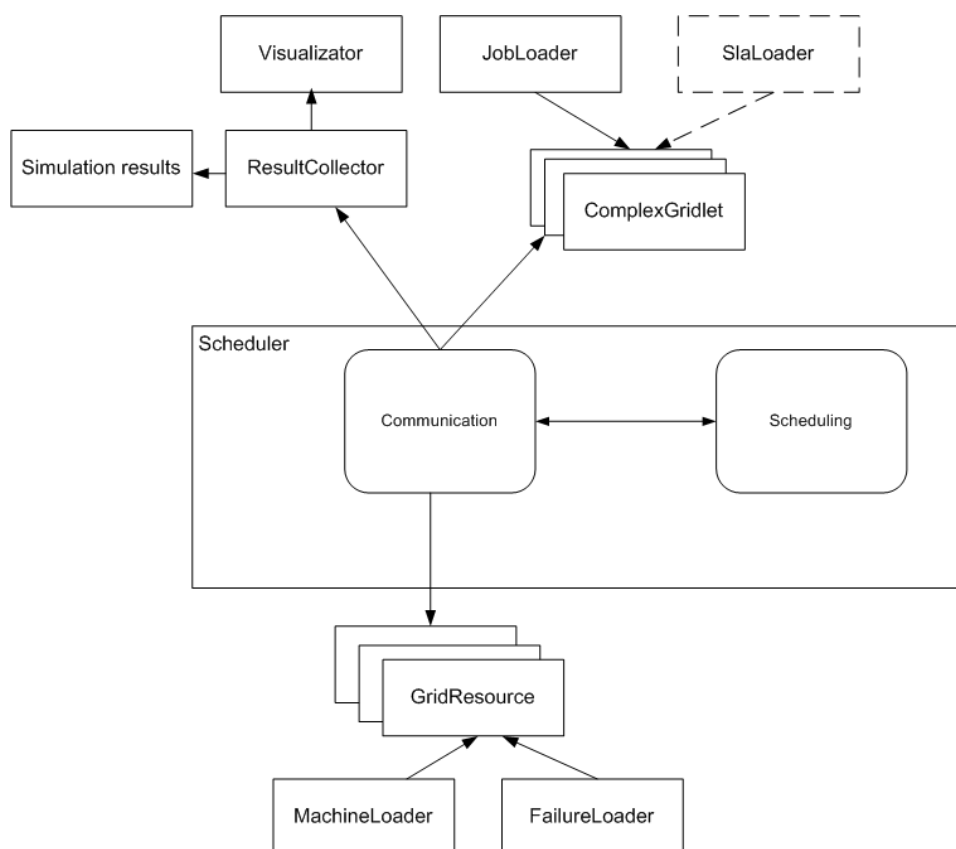 Visualizator
JobLoader
SlaLoader
Simulation results
ResultCollector
ComplexGridlet
Scheduler
Communication
Scheduling
GridResource
MachineLoader
FailureLoader